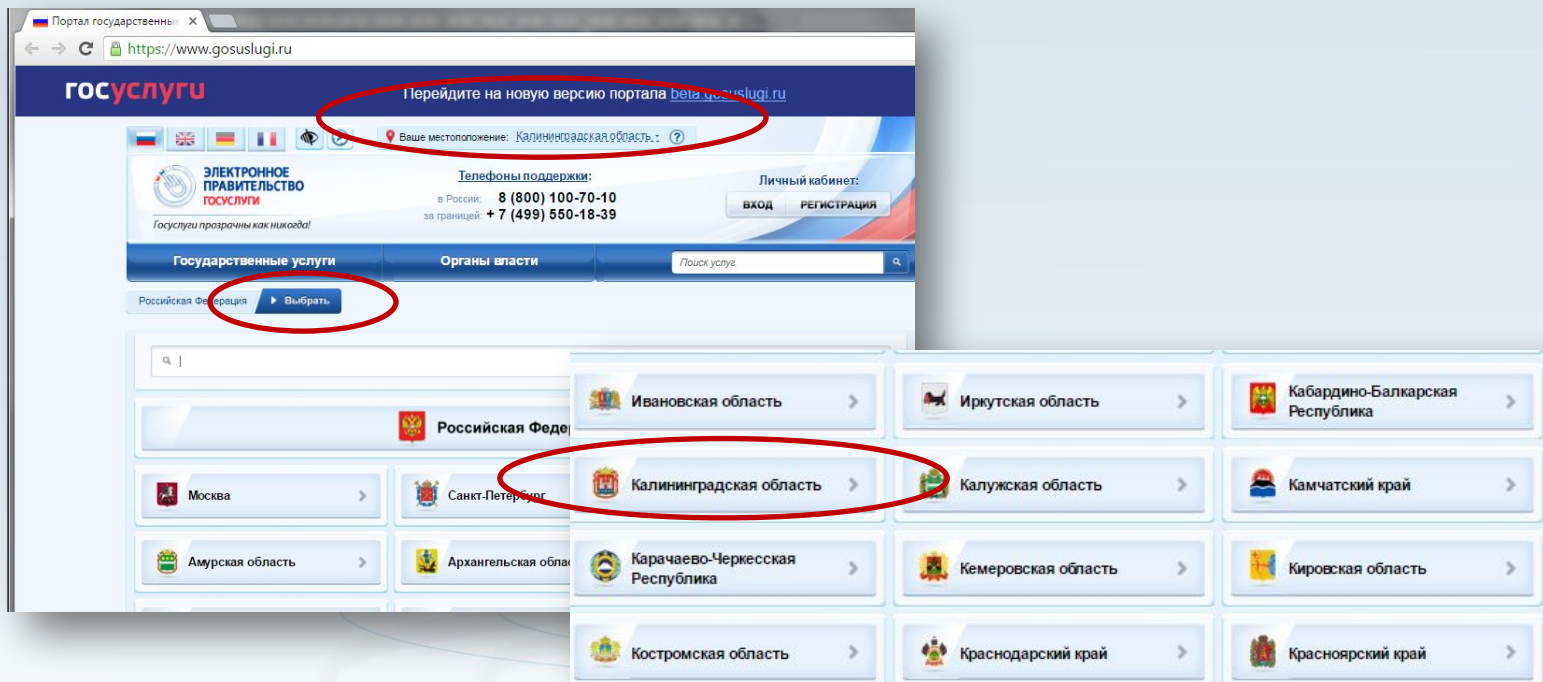 Портал государственны
https://www.gosuslugi.ru
госуслуги
Перейдите на новую версию портала beta.gosuslugi.ru
Ваше местоположение: Калининградская область
ЭЛЕКТРОННОЕ
ПРАВИТЕЛЬСТВО
ГОСУСЛУГИ
Госуслуги прозрачны как никогда!
Телефоны поддержки:
в России: 8 (800) 100-70-10
за границей: + 7 (499) 550-18-39
Личный кабинет:
ВХОД РЕГИСТРАЦИЯ
Государственные услуги
Органы власти
Поиск услуг
Российская Федерация
Выбрать
Российская Феде
Москва
Санкт-Петербург
Амурская область
Архангельская обла
Ивановская область
Иркутская область
Кабардино-Балкарская
Республика
Калининградская область
Калужская область
Камчатский край
Карачаево-Черкесская
Республика
Кемеровская область
Кировская область
Костромская область
Краснодарский край
Красноярский край